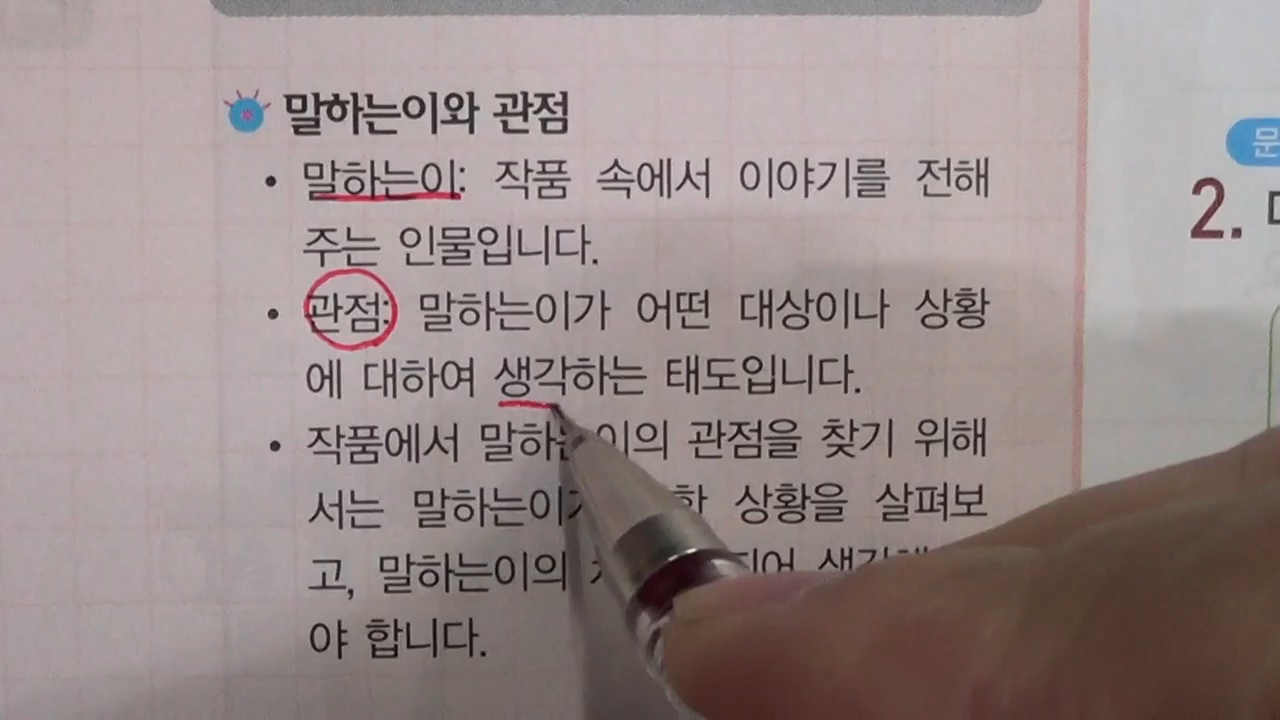 말하는이와 관점
• 말하는이: 작품 속에서 이야기를 전해
주는 인물입니다.
• 관점: 말하는이가 어떤 대상이나 상황
에 대하여 생각하는 태도입니다.
• 작품에서 말하는이의 관점을 찾기 위해
서는 상황을 살펴보
고, 말하는이의
야 합니다.
문
2.